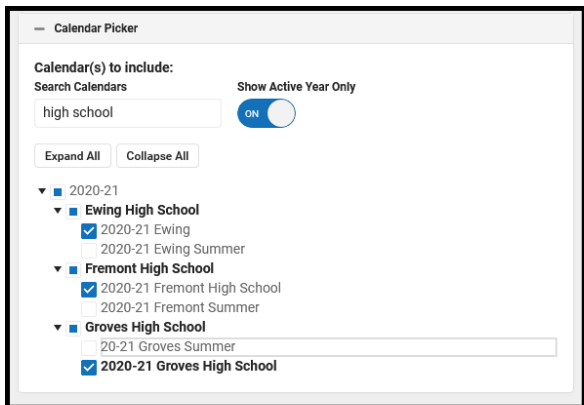 Calendar Picker
Calendar(s) to include:
Search Calendars Show Active Year Only
high school ON
Expand All Collapse All
2020-21
Ewing High School
2020-21 Ewing
2020-21 Ewing Summer
Fremont High School
2020-21 Fremont High School
2020-21 Fremont Summer
Groves High School
20-21 Groves Summer
2020-21 Groves High School